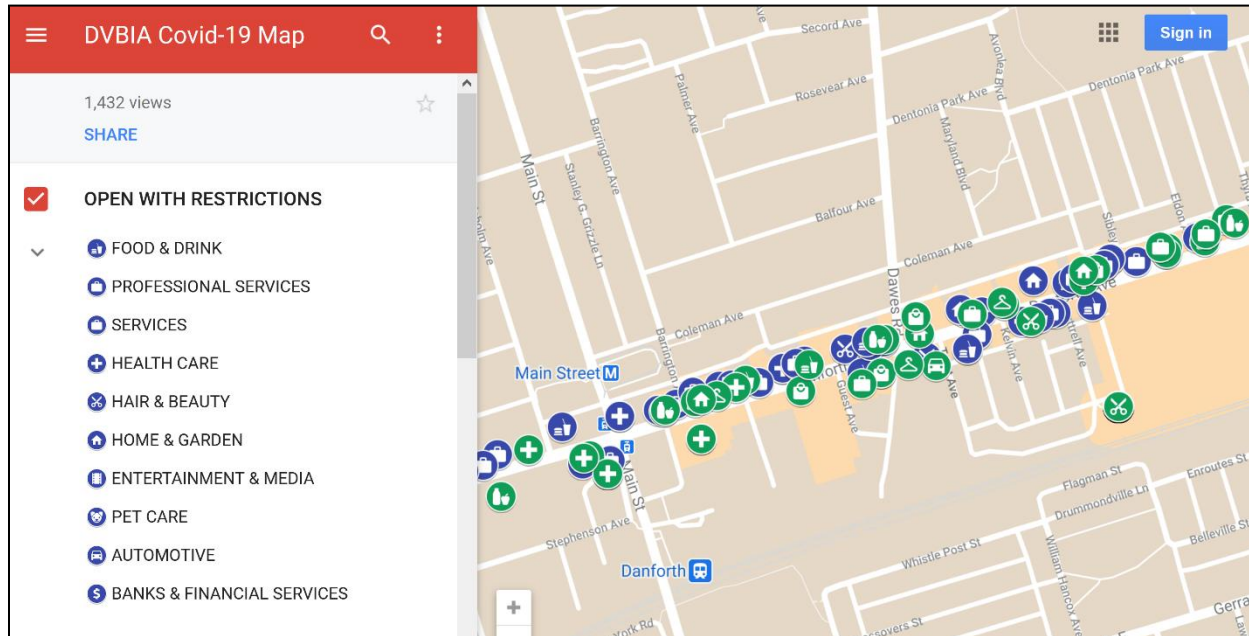 DVBIA Covid-19 Map
1,432 views
SHARE
OPEN WITH RESTRICTIONS
FOOD & DRINK
PROFESSIONAL SERVICES
SERVICES
HEALTH CARE
HAIR & BEAUTY
HOME & GARDEN
ENTERTAINMENT & MEDIA
PET CARE
AUTOMOTIVE
$ BANKS & FINANCIAL SERVICES
Sign in
Secord Ave
Avonlea Blvd
Palmer Ave
Rosevear Ave
Dentonia Park Ave
Dentonia Park Ave
Maryland Blvd
Main St
Barrington Ave
Stanley G. Grizzle Ln
Balfour Ave
Sibley
Eldon
Coleman Ave
Dawes
Coleman Ave
Barrington
Main Street M
Kelvin Ave
Guest Ave
Ave
Main St
Stephenson Ave
Flagman St
Enroutes St
Drummondville Ln
Belleville St
Whistle Post St
William Hancox Ave
Danforth
Gerra
+